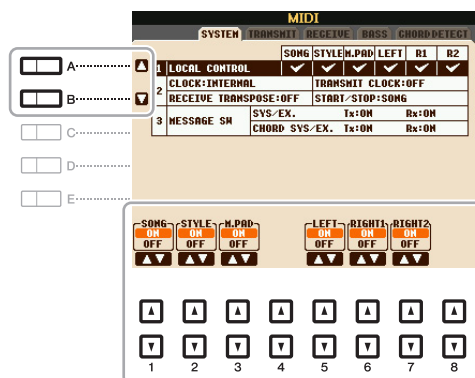 MIDI
SYSTEM TRANSMIT RECEIVE BASS CHORD DETECT
SONG STYLE M.PAD LEFT R1 R2
1 LOCAL CONTROL
2 CLOCK:INTERNAL TRANSMIT CLOCK:OFF
RECEIVE TRANSPOSE:OFF START/STOP:SONG
3 MESSAGE SW SYS/EX. Tx:ON Rx:ON
CHORD SYS/EX. Tx:ON Rx:ON
A
B
C
D
E
SONG STYLE M.PAD LEFT RIGHT1 RIGHT2
ON ON ON ON ON ON
OFF OFF OFF OFF OFF OFF
1 2 3 4 5 6 7 8